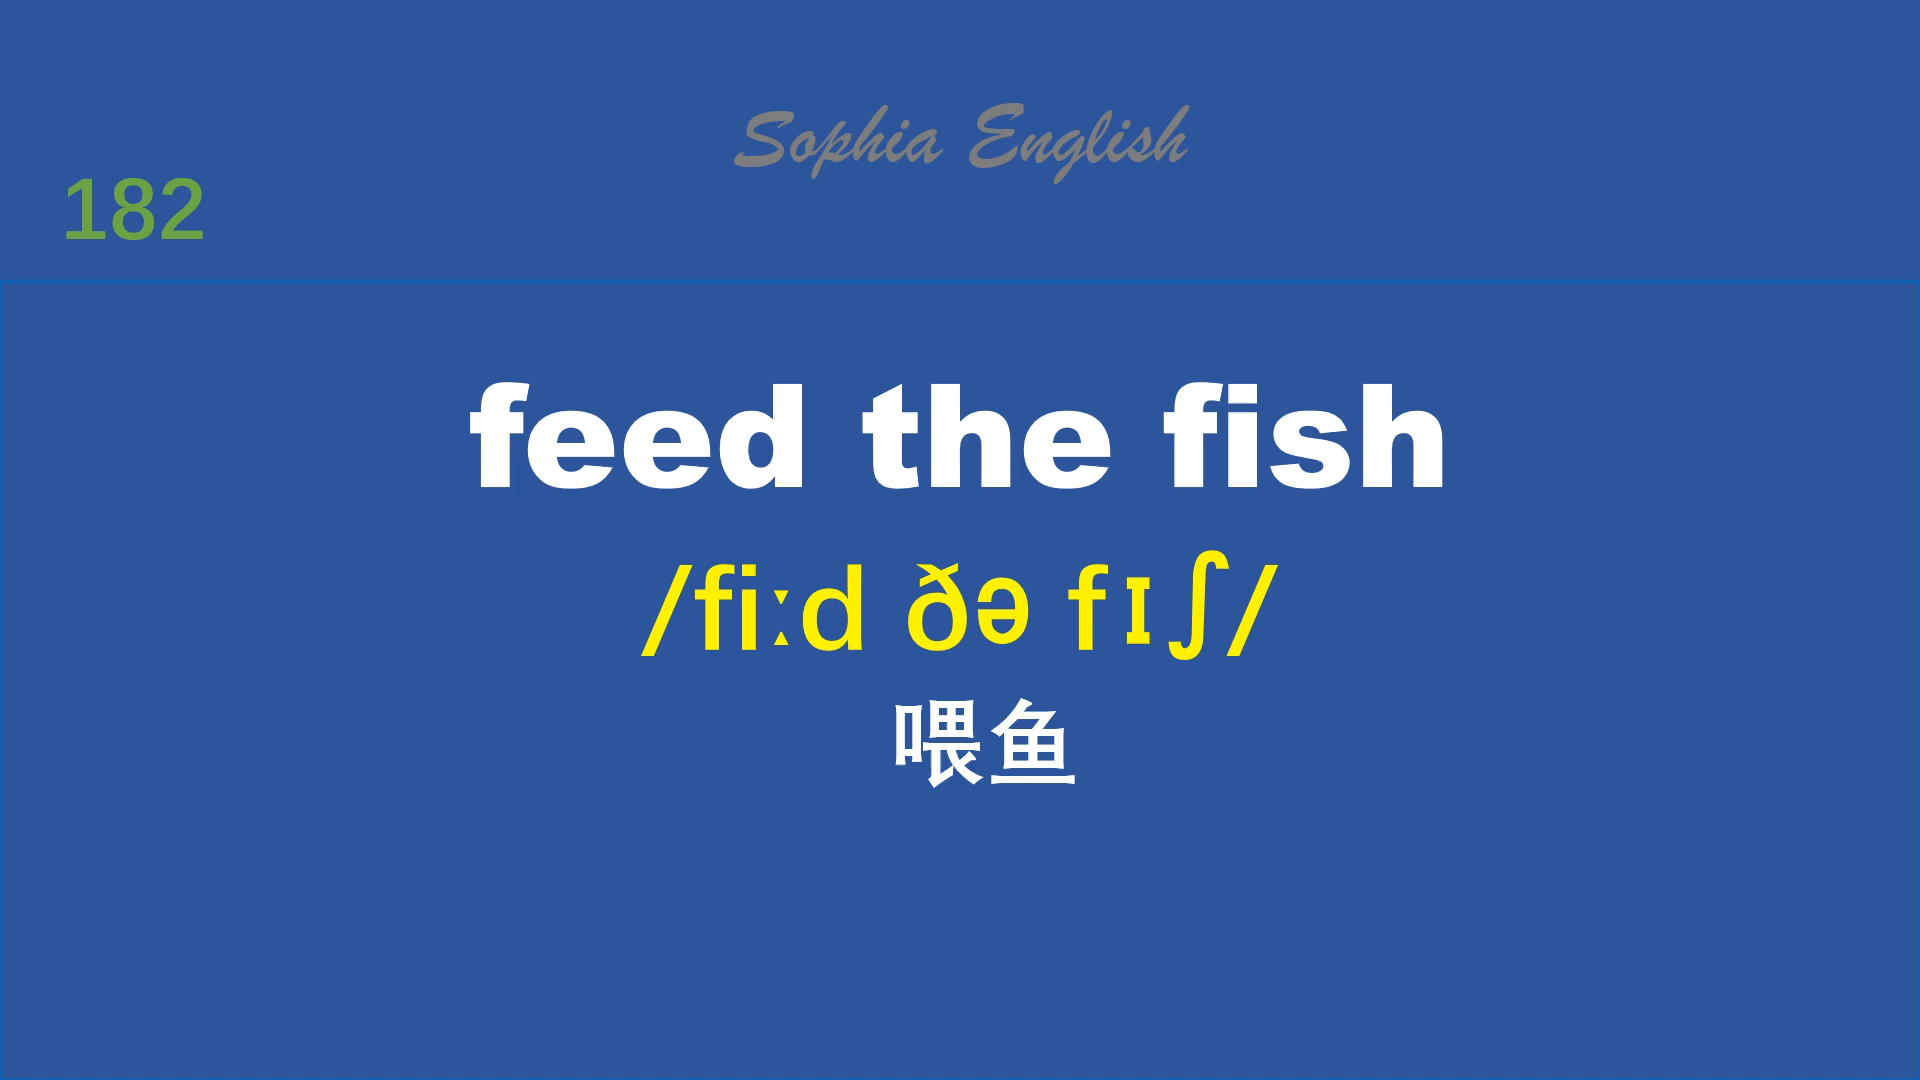 Sophia English
182
feed the fish
/fiːd ðə fɪʃ/
喂鱼